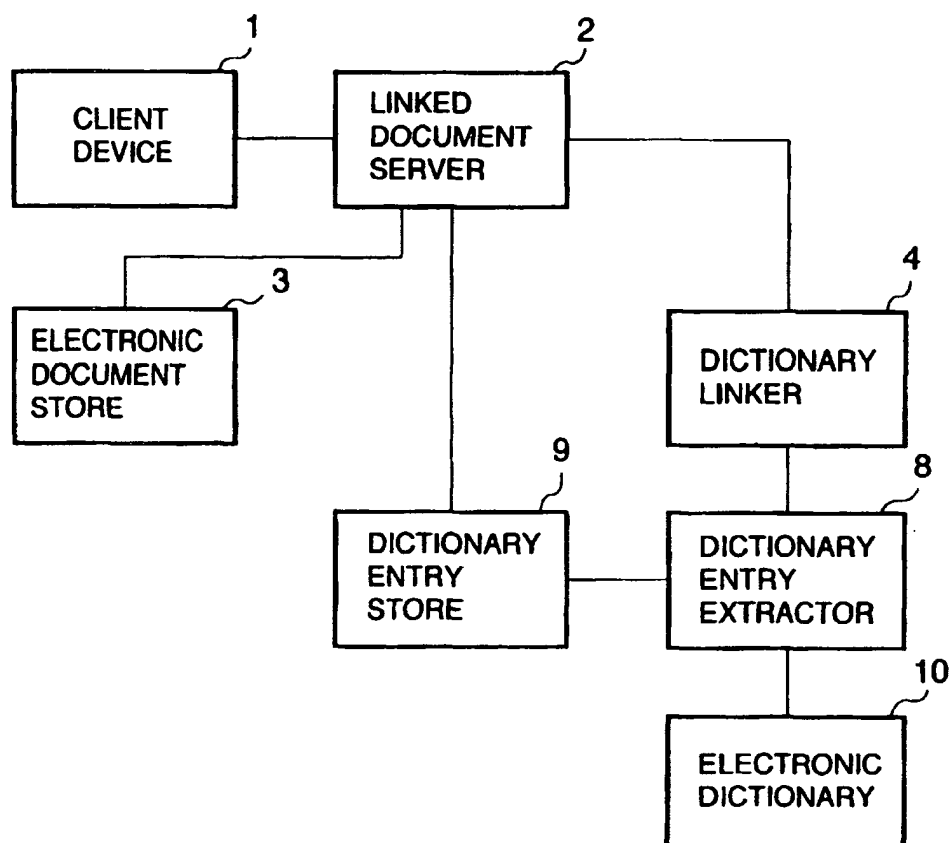 1
CLIENT
DEVICE
2
LINKED
DOCUMENT
SERVER
3
ELECTRONIC
DOCUMENT
STORE
4
DICTIONARY
LINKER
9
DICTIONARY
ENTRY
STORE
8
DICTIONARY
ENTRY
EXTRACTOR
10
ELECTRONIC
DICTIONARY